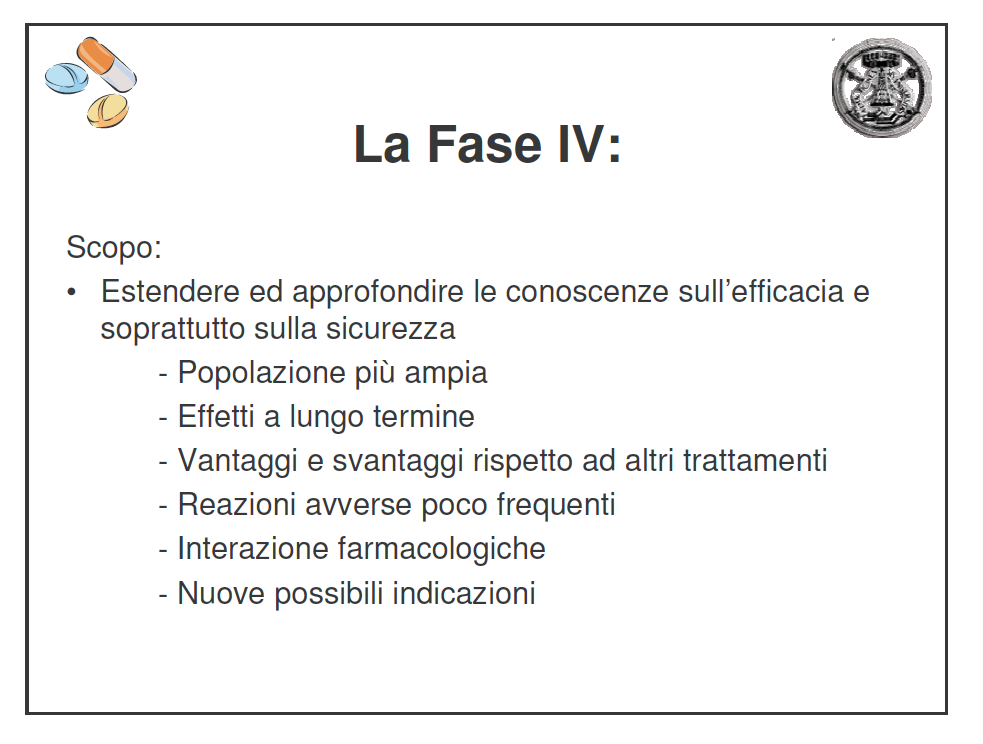 La Fase IV:
Scopo:
• Estendere ed approfondire le conoscenze sull'efficacia e
soprattutto sulla sicurezza
- Popolazione più ampia
- Effetti a lungo termine
- Vantaggi e svantaggi rispetto ad altri trattamenti
- Reazioni avverse poco frequenti
- Interazione farmacologiche
- Nuove possibili indicazioni